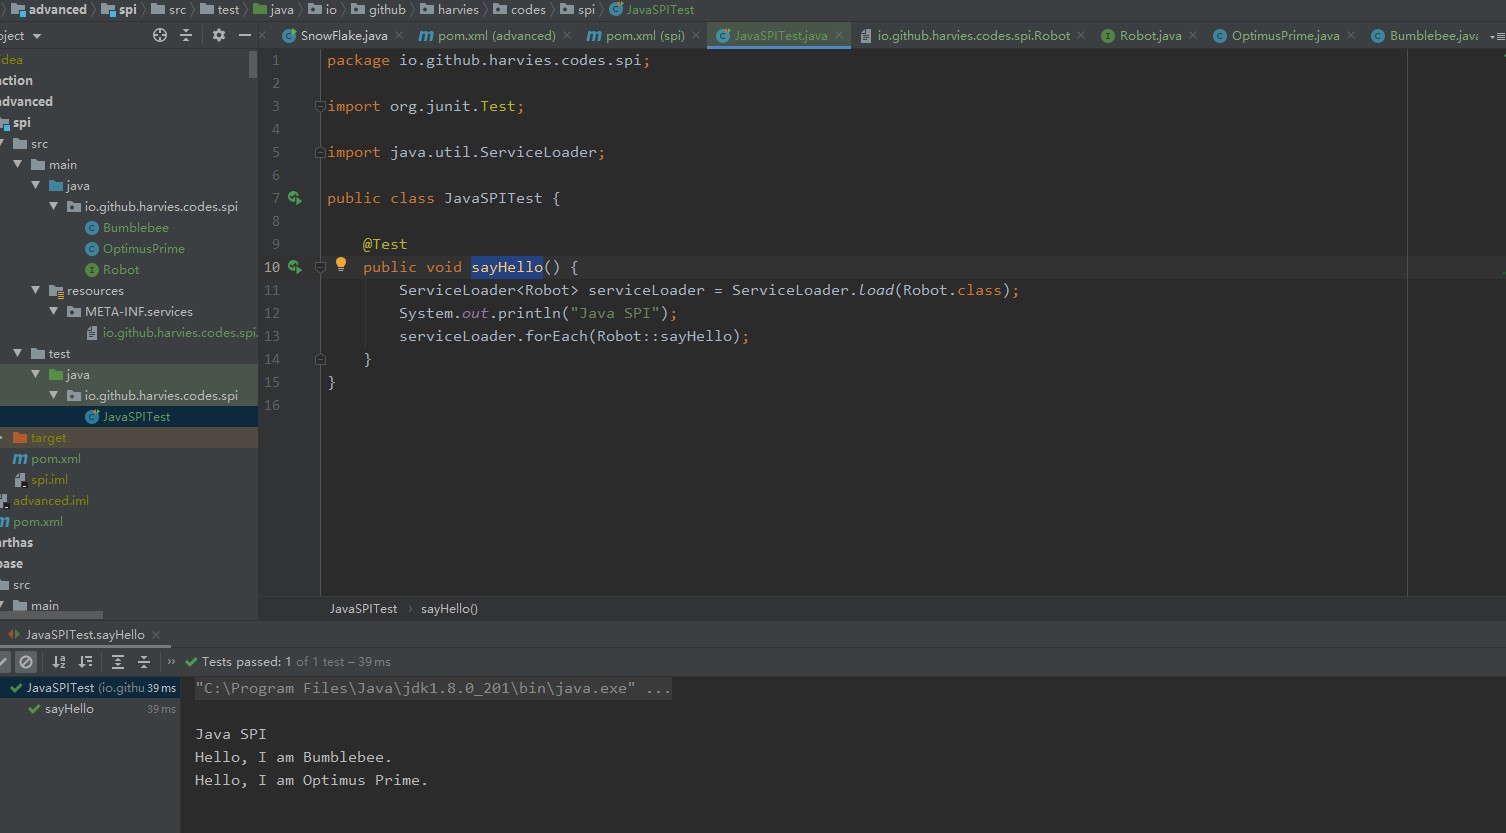 advanced spi src test java io github harvies codes spi JavaSPITest
oject
SnowFlake.java pom.xml (advanced) pom.xml (spi) JavaSPITest.java io.github.harvies.codes.spi.Robot Robot.java OptimusPrime.java Bumblebee.java
idea
action
advanced
spi
src
main
java
io.github.harvies.codes.spi
Bumblebee
OptimusPrime
Robot
resources
META-INF.services
io.github.harvies.codes.spi.
test
java
io.github.harvies.codes.spi
JavaSPITest
target
pom.xml
spi.iml
advanced.iml
pom.xml
arthas
base
src
main
1 package io.github.harvies.codes.spi;
2
3 import org.junit.Test;
4
5 import java.util.ServiceLoader;
6
7 public class JavaSPITest {
8
9 @Test
10 public void sayHello() {
11 ServiceLoader<Robot> serviceLoader = ServiceLoader.load(Robot.class);
12 System.out.println("Java SPI");
13 serviceLoader.forEach(Robot::sayHello);
14 }
15 }
16
JavaSPITest sayHello()
JavaSPITest.sayHello
Tests passed: 1 of 1 test – 39 ms
JavaSPITest (io.githu 39 ms
sayHello 39 ms
"C:\Program Files\Java\jdk1.8.0_201\bin\java.exe" ...
Java SPI
Hello, I am Bumblebee.
Hello, I am Optimus Prime.